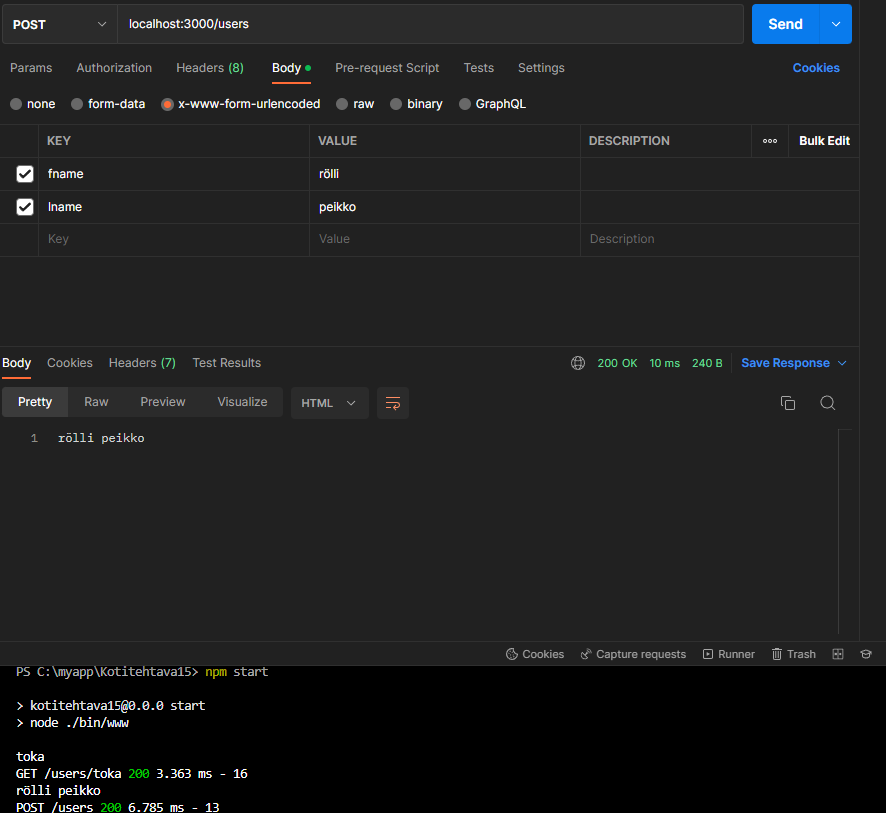 POST localhost:3000/users Send
Params Authorization Headers (8) Body Pre-request Script Tests Settings Cookies
none form-data x-www-form-urlencoded raw binary GraphQL
KEY VALUE DESCRIPTION ooo Bulk Edit
fname rölli
lname peikko
Key Value Description
Body Cookies Headers (7) Test Results 200 OK 10 ms 240 B Save Response
Pretty Raw Preview Visualize HTML
1 rölli peikko
Cookies Capture requests Runner Trash
PS C:\myapp\Kotitehtava15> npm start
> kotitehtava15@0.0.0 start
> node ./bin/www
toka
GET /users/toka 200 3.363 ms - 16
rölli peikko
POST /users 200 6.785 ms - 13